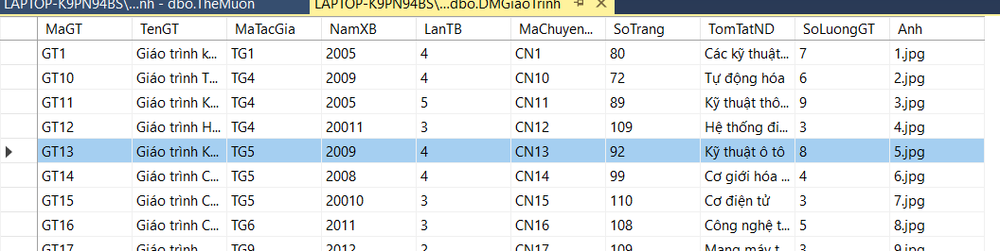 LAPTOP-K9PN94BS\...nh - dbo.TheMuon LAPTOP-K9PN94BS\...dbo.DMGiaoTrinh
MaGT TenGT MaTacGia NamXB LanTB MaChuyen... SoTrang TomTatND SoLuongGT Anh
GT1 Giáo trình k... TG1 2005 4 CN1 80 Các kỹ thuật... 7 1.jpg
GT10 Giáo trình T... TG4 2009 4 CN10 72 Tự động hóa 6 2.jpg
GT11 Giáo trình K... TG4 2005 5 CN11 89 Kỹ thuật thô... 9 3.jpg
GT12 Giáo trình H... TG4 20011 3 CN12 109 Hệ thống đi... 3 4.jpg
GT13 Giáo trình K... TG5 2009 4 CN13 92 Kỹ thuật ô tô 8 5.jpg
GT14 Giáo trình C... TG5 2008 4 CN14 99 Cơ giới hóa ... 4 6.jpg
GT15 Giáo trình C... TG5 20010 3 CN15 110 Cơ điện tử 3 7.jpg
GT16 Giáo trình C... TG6 2011 3 CN16 108 Công nghệ t... 5 8.jpg
GT17 Giáo trình ... TG9 2012 2 CN17 109 Mạng máy t... 3 9.jpg